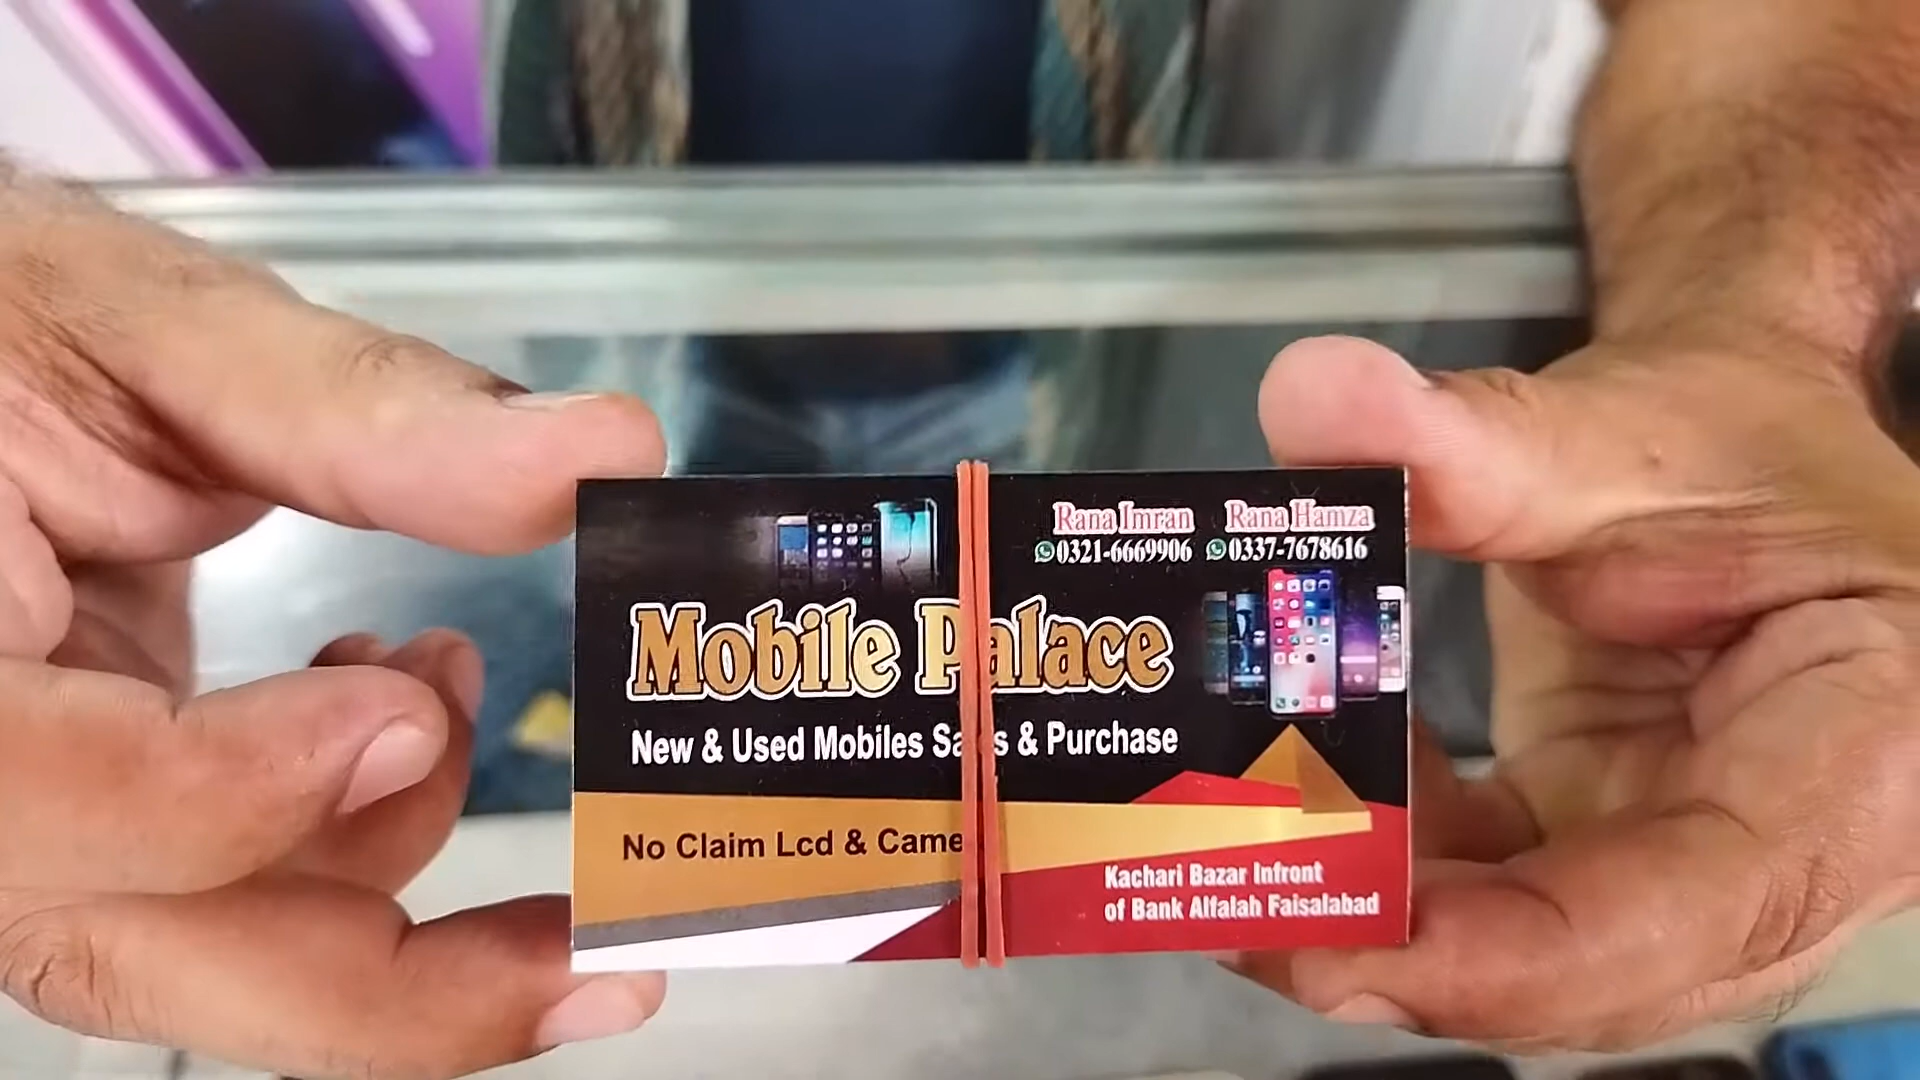 Rana Imran Rana Hamza
0321-6669906 0337-7678616
Mobile Palace
New & Used Mobiles Sa s & Purchase
No Claim Lcd & Came
Kachari Bazar Infront
of Bank Alfalah Faisalabad